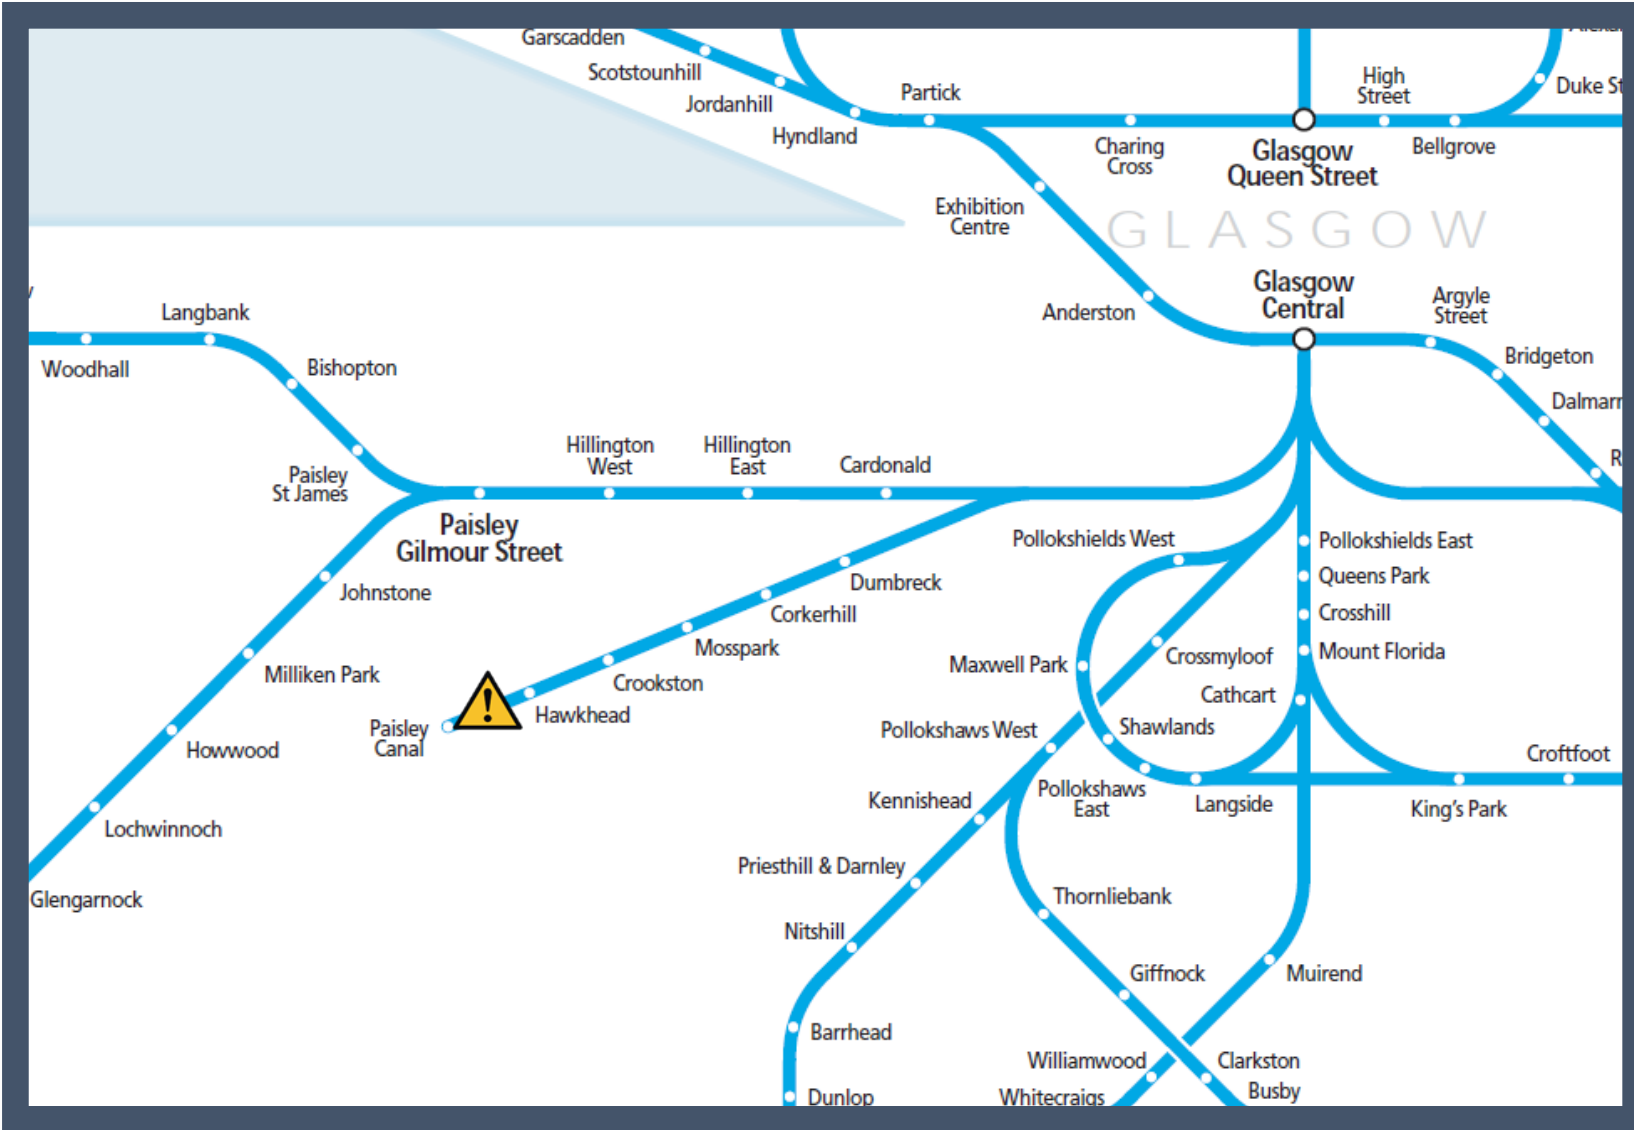 Garscadden
Scotstounhill
Jordanhill
Hyndland
Partick
Charing
Cross
High
Street
Duke St
Glasgow
Queen Street
Bellgrove
Exhibition
Centre
GLASGOW
Anderston
Glasgow
Central
Argyle
Street
Bridgeton
Dalmarr
R
Langbank
Woodhall
Bishopton
Paisley
St James
Hillington
West
Hillington
East
Cardonald
Paisley
Gilmour Street
Johnstone
Milliken Park
Howwood
Lochwinnoch
Glengarnock
Dumbreck
Corkerhill
Mosspark
Crookston
Hawkhead
!
Paisley
Canal
Pollokshields West
Pollokshields East
Queens Park
Crosshill
Mount Florida
Maxwell Park
Crossmyloof
Cathcart
Pollokshaws West
Shawlands
Croftfoot
Kennishead
Pollokshaws
East
Langside
King's Park
Priesthill & Darnley
Thornliebank
Nitshill
Giffnock
Muirend
Barrhead
Williamwood
Clarkston
Dunlop
Whitecraigs
Busby